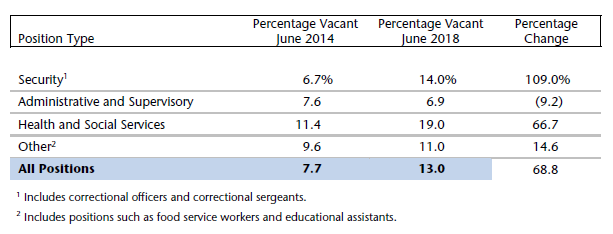 Percentage Vacant Percentage Vacant Percentage
Position Type June 2014 June 2018 Change
Security¹ 6.7% 14.0% 109.0%
Administrative and Supervisory 7.6 6.9 (9.2)
Health and Social Services 11.4 19.0 66.7
Other² 9.6 11.0 14.6
All Positions 7.7 13.0 68.8
¹ Includes correctional officers and correctional sergeants.
² Includes positions such as food service workers and educational assistants.